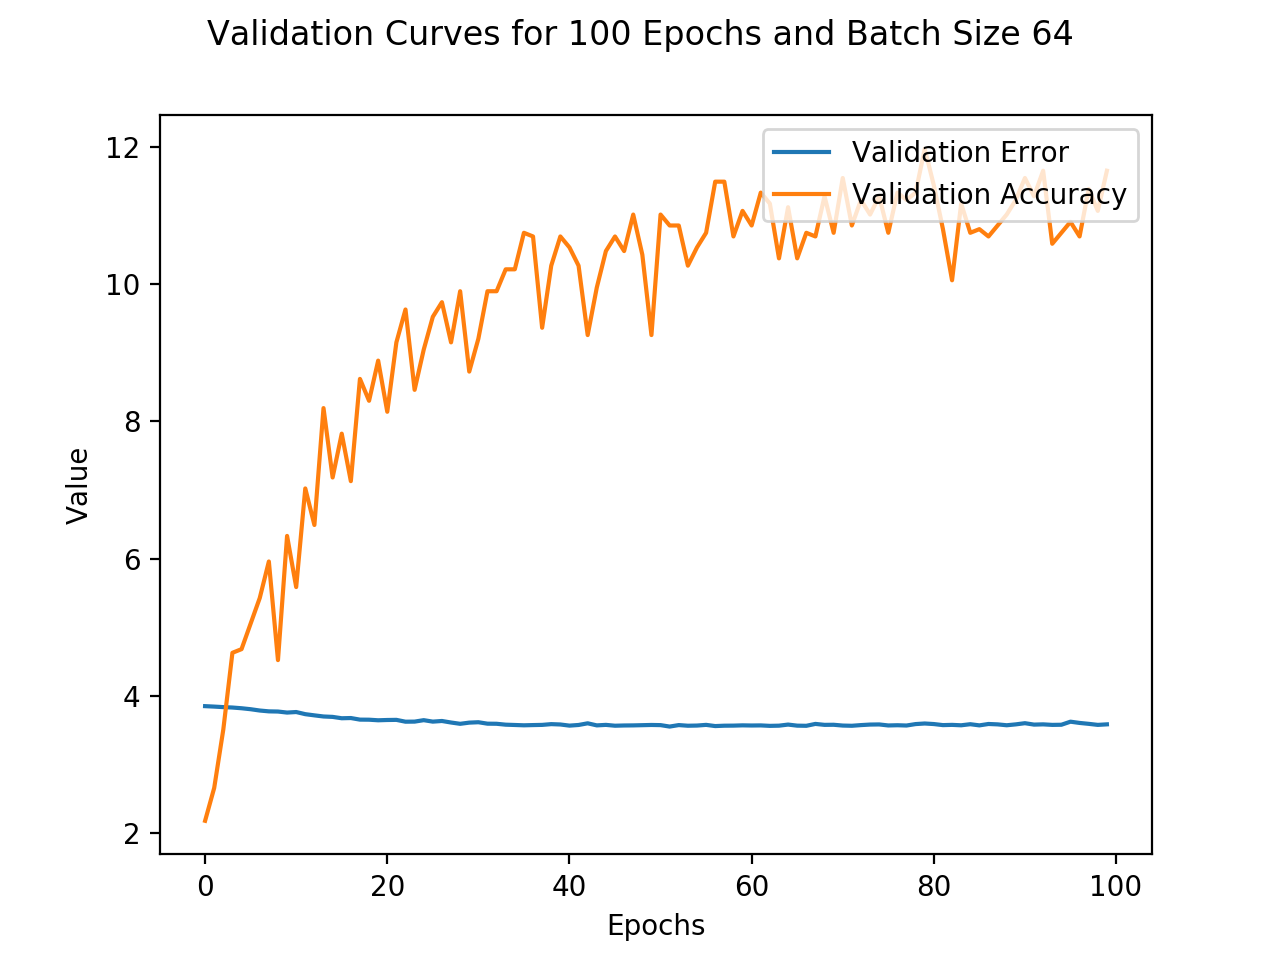 Validation Curves for 100 Epochs and Batch Size 64
12
Validation Error
Validation Accuracy
10
8
Value
6
4
2
0 20 40 60 80 100
Epochs